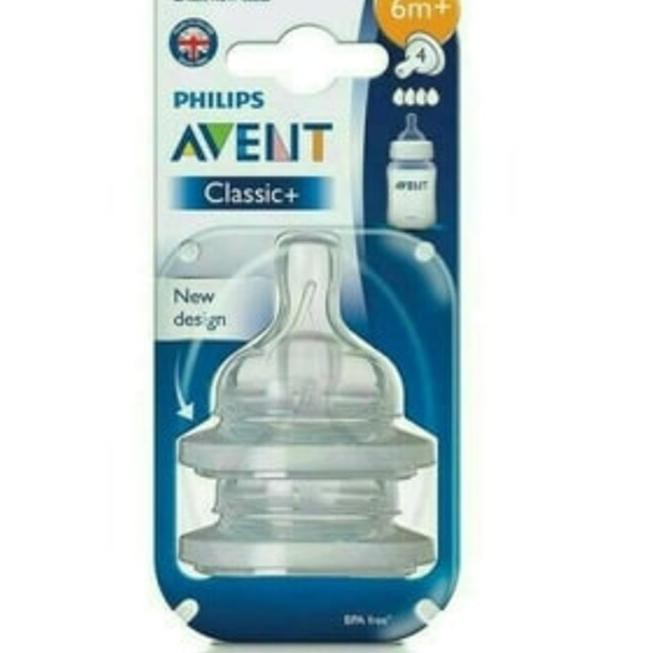 6m+
4
PHILIPS
AVENT
Classic+
AVENT
New
design
BPA free*